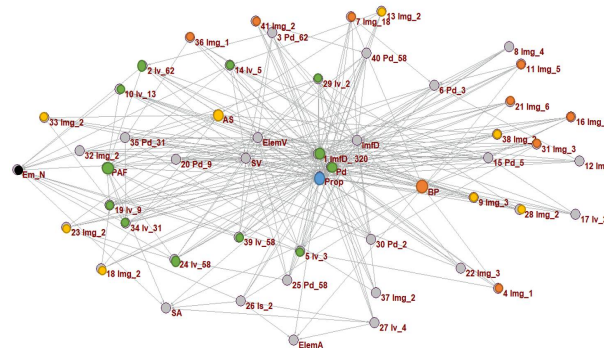 13 Img_2
7 Img_18
41 Img_2
3 Pd_62
36 Img_1
8 Img_4
40 Pd_58
11 Img_5
2 Iv_62
14 Iv_5
29 Iv_2
6 Pd_3
10 Iv_13
21 Img_6
33 Img_2
AS
16 Img_
35 Pd_31
ElemV
ImfD
38 Img_2
31 Img_3
32 Img_2
20 Pd_9
SV
1 ImfD_320
15 Pd_5
12 Im
Em_N
PAF
Pd
Prop
BP
9 Img_3
19 Iv_9
28 Img_2
17 Iv_
34 Iv_31
23 Img_2
39 Iv_58
30 Pd_2
5 Iv_3
24 Iv_58
18 Img_2
22 Img_3
25 Pd_58
4 Img_1
37 Img_2
26 Is_2
SA
27 Iv_4
ElemA